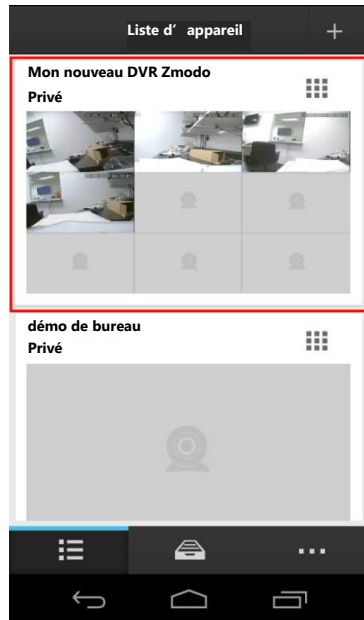 Liste d’appareil
Mon nouveau DVR Zmodo
Privé
démo de bureau
Privé